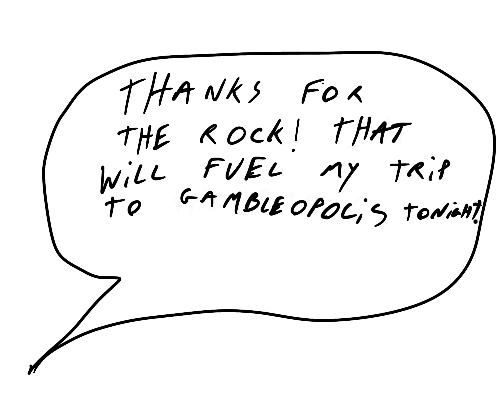 THANKS FOR
THE ROCK! THAT
WiLL FUEL MY TRiP
TO GAMBLEOPOLiS TONiGHT!